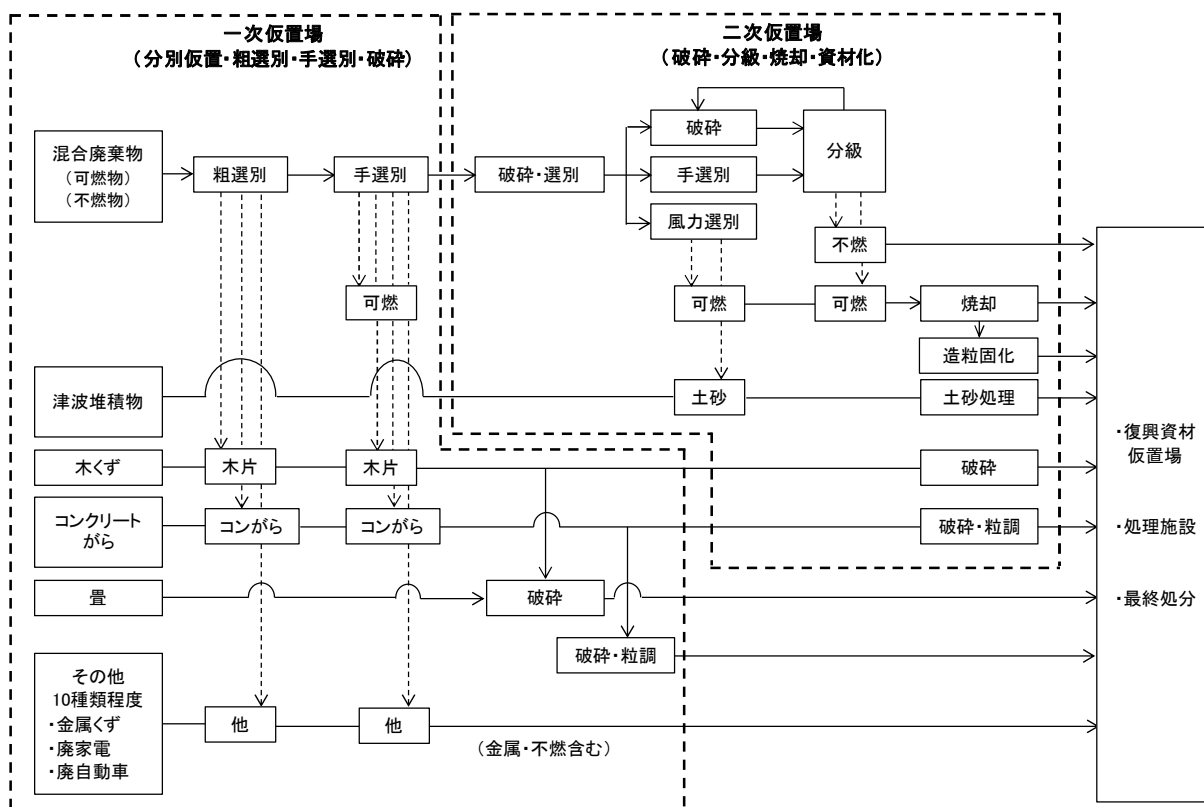 一次仮置場
（分別仮置・粗選別・手選別・破砕）
二次仮置場
（破砕・分級・焼却・資材化）
混合廃棄物
（可燃物）
（不燃物）
粗選別
手選別
破砕・選別
破砕
手選別
風力選別
分級
不燃
可燃
可燃
可燃
焼却
造粒固化
津波堆積物
土砂
土砂処理
木くず
木片
木片
破砕
コンクリート
がら
コンがら
コンがら
破砕・粒調
畳
破砕
破砕・粒調
その他
10種類程度
・金属くず
・廃家電
・廃自動車
他
他
（金属・不燃含む）
・復興資材
仮置場
・処理施設
・最終処分